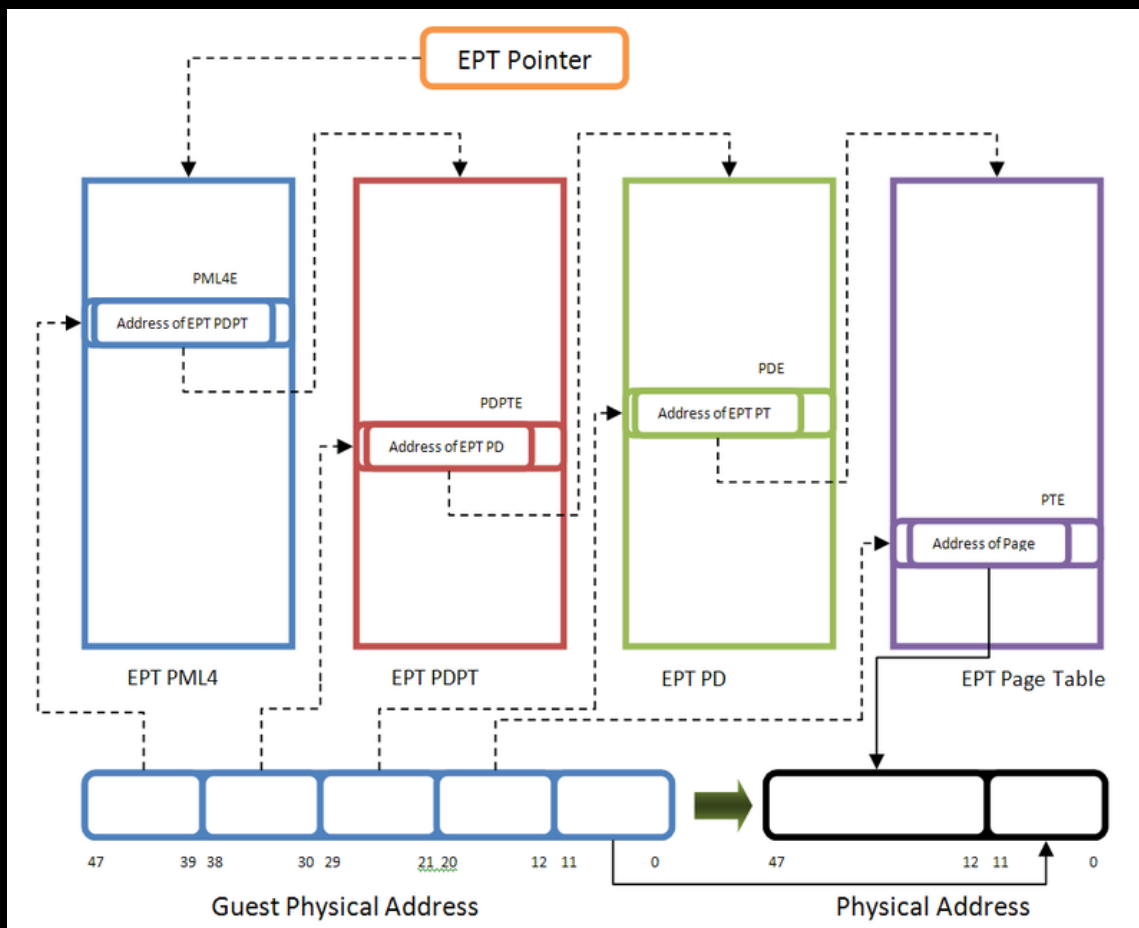 EPT Pointer
PML4E
Address of EPT PDPT
PDE
Address of EPT PT
PDPTE
Address of EPT PD
PTE
Address of Page
EPT PML4
EPT PDPT
EPT PD
EPT Page Table
47 39 38 30 29 21 20 12 11 0
47 12 11 0
Guest Physical Address
Physical Address